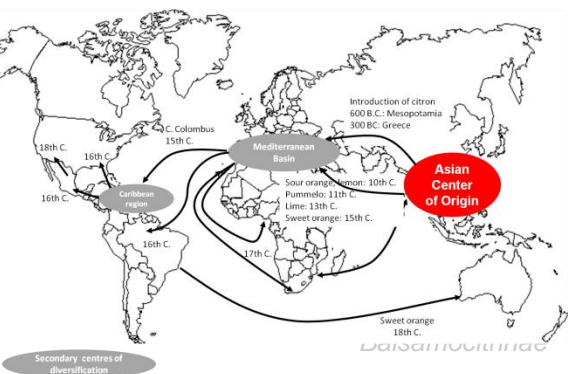 Introduction of citron
600 B.C.: Mesopotamia
300 BC: Greece
C. Colombus
15th C.
Mediterranean
Basin
Asian
Center
of Origin
18th C.
16th C.
Caribbean
region
16th C.
Sour orange, lemon: 10th C.
Pummelo: 11th C.
Lime: 13th C.
Sweet orange: 15th C.
16th C.
17th C.
Sweet orange
18th C.
Balsamocitrinae
Secondary centres of
diversification